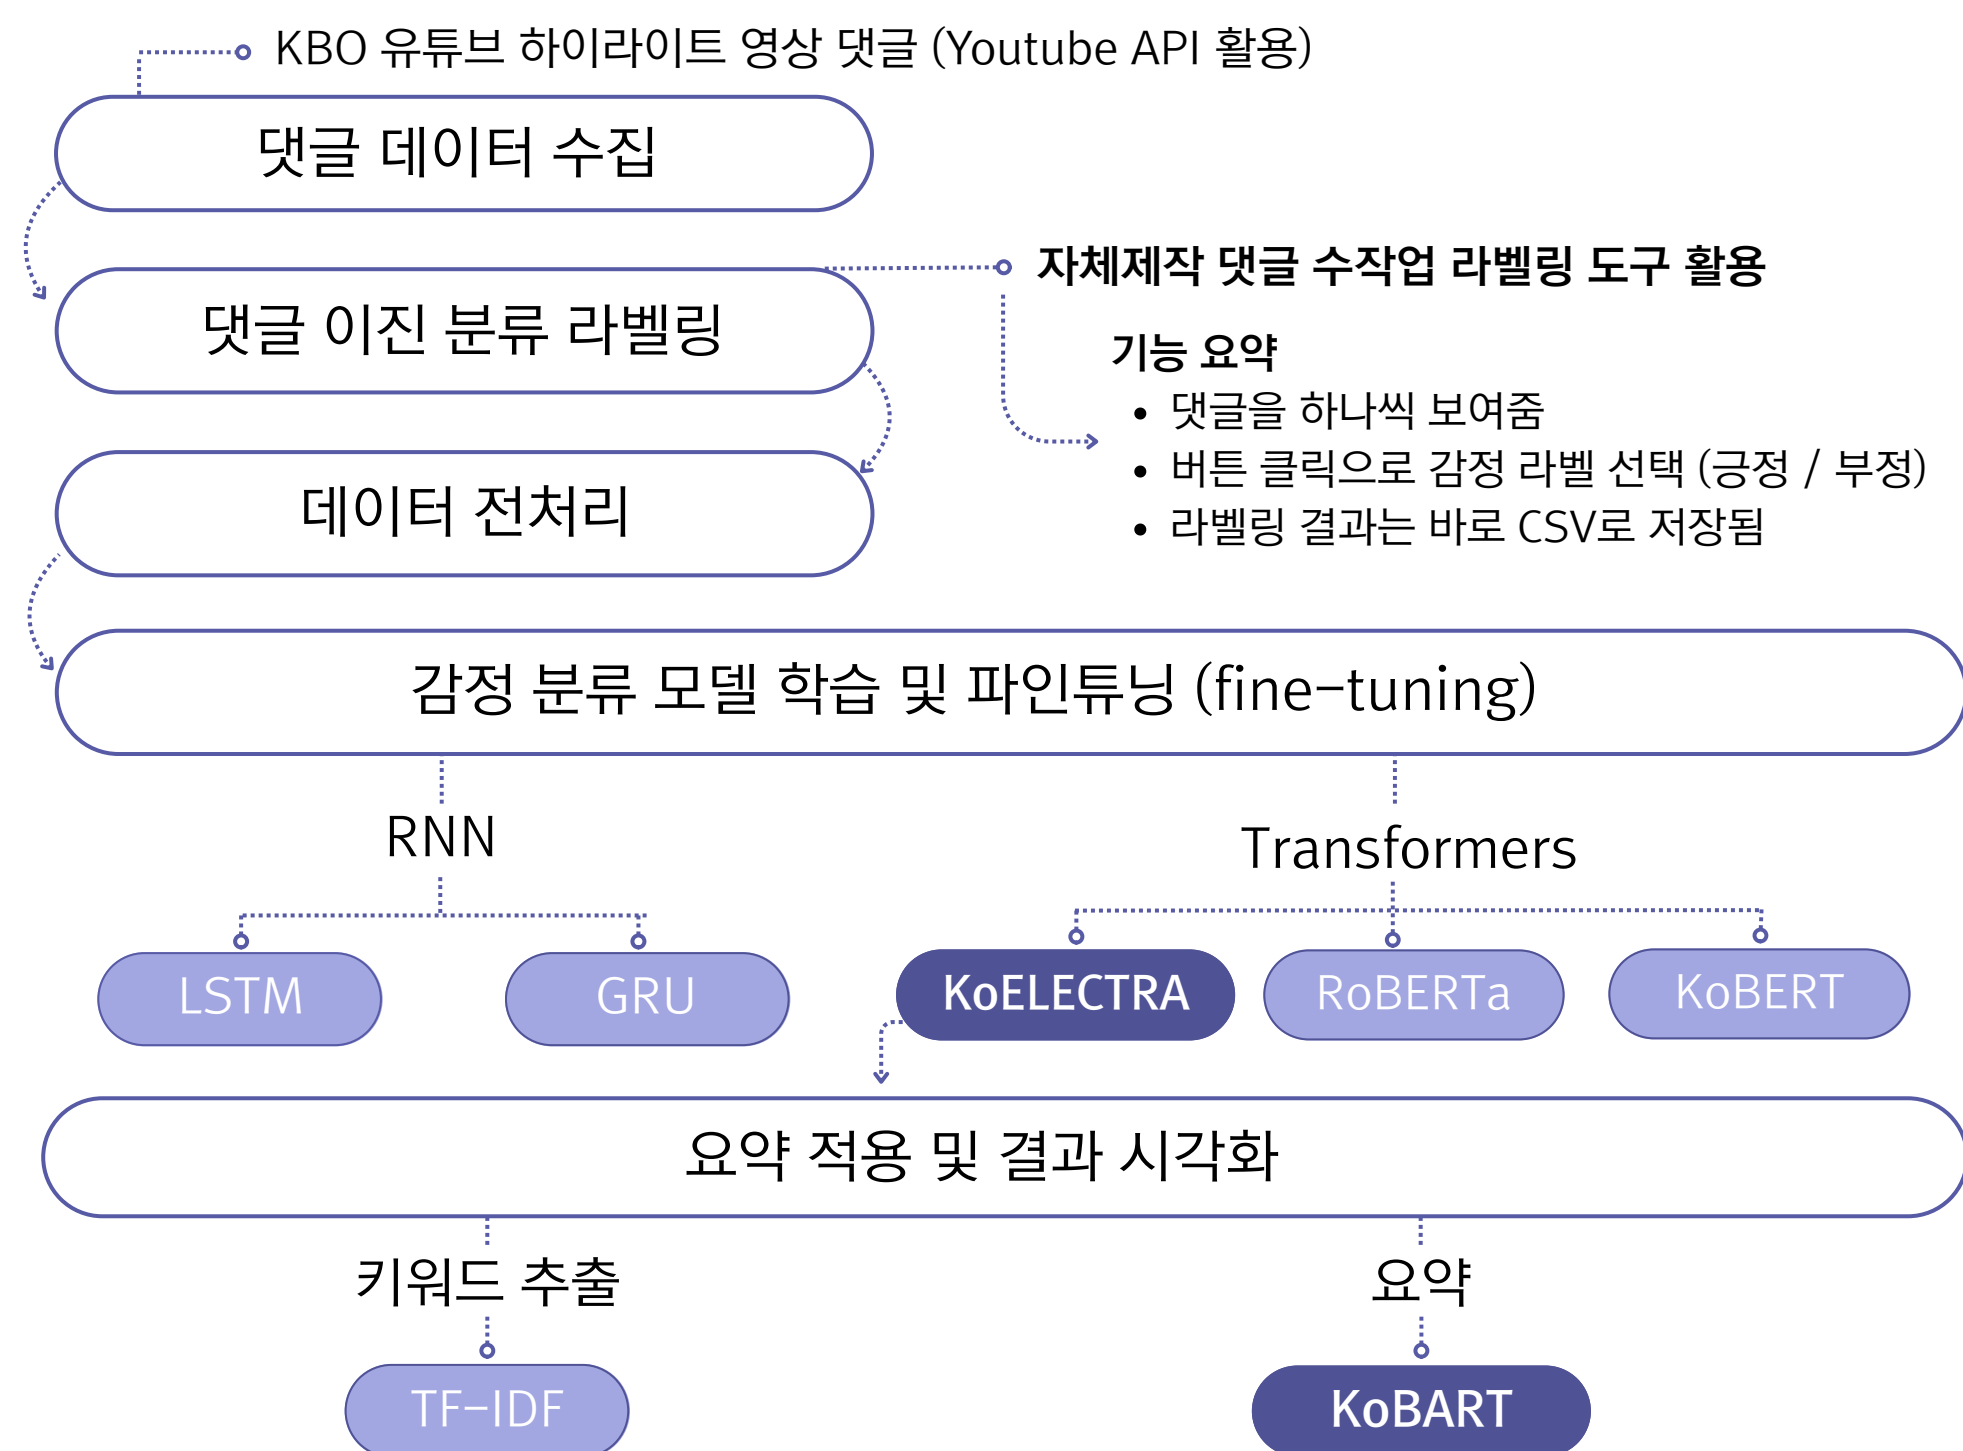 KBO 유튜브 하이라이트 영상 댓글 (Youtube API 활용)
댓글 데이터 수집
자체제작 댓글 수작업 라벨링 도구 활용
댓글 이진 분류 라벨링
기능 요약
• 댓글을 하나씩 보여줌
• 버튼 클릭으로 감정 라벨 선택 (긍정 / 부정)
• 라벨링 결과는 바로 CSV로 저장됨
데이터 전처리
감정 분류 모델 학습 및 파인튜닝 (fine-tuning)
RNN
Transformers
LSTM
GRU
KoELECTRA
RoBERTa
KoBERT
요약 적용 및 결과 시각화
키워드 추출
요약
TF-IDF
KoBART